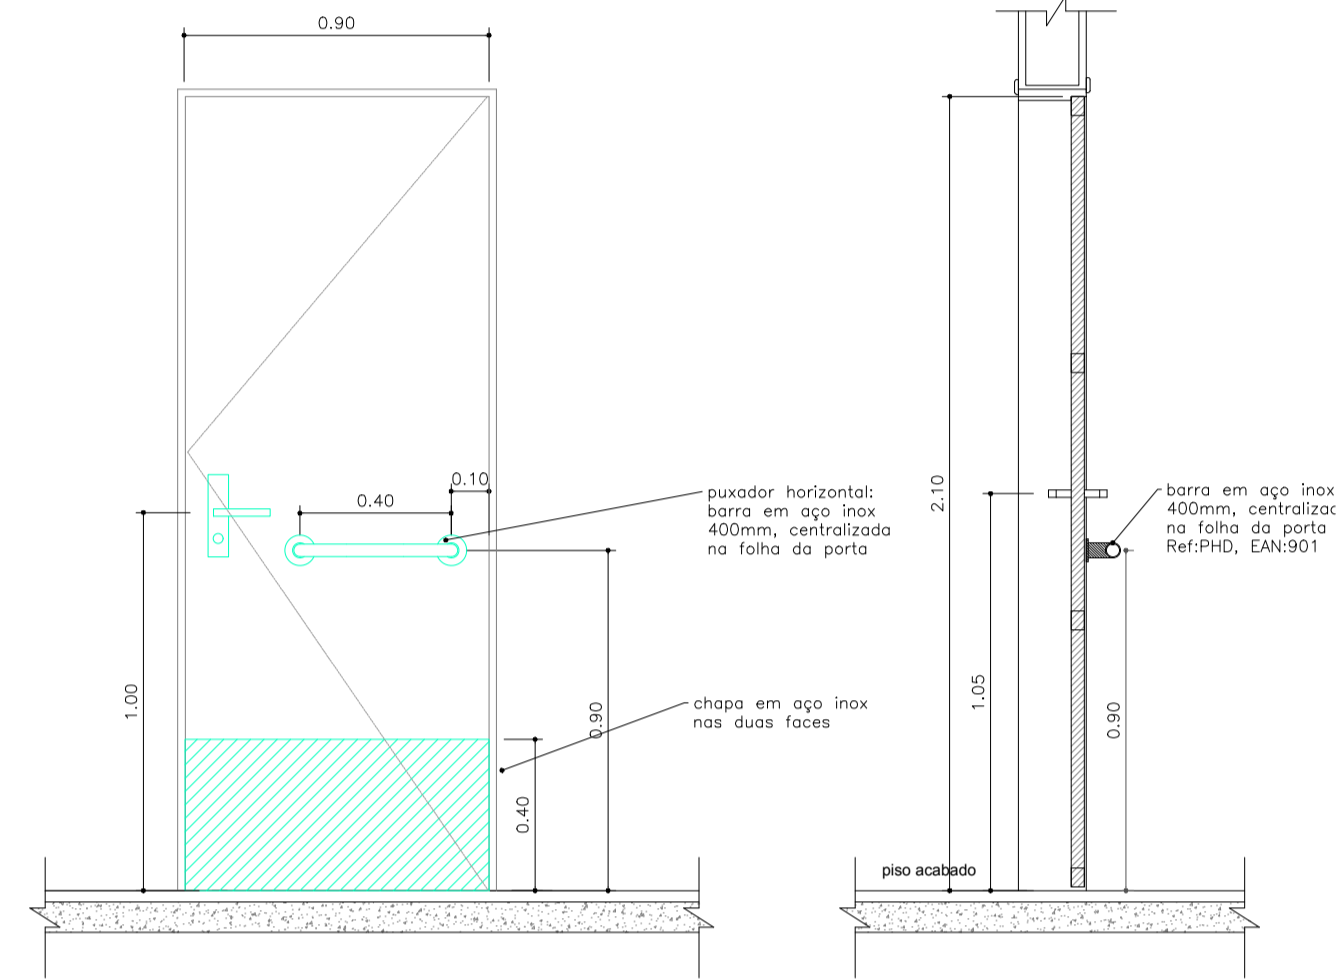 0.90
0.10
0.40
puxador horizontal:
barra em aço inox
400mm, centralizada
na folha da porta
1.00
0.90
chapa em aço inox
nas duas faces
0.40
2.10
barra em aço inox
400mm, centralizac
na folha da porta
Ref:PHD, EAN:901
1.05
0.90
piso acabado